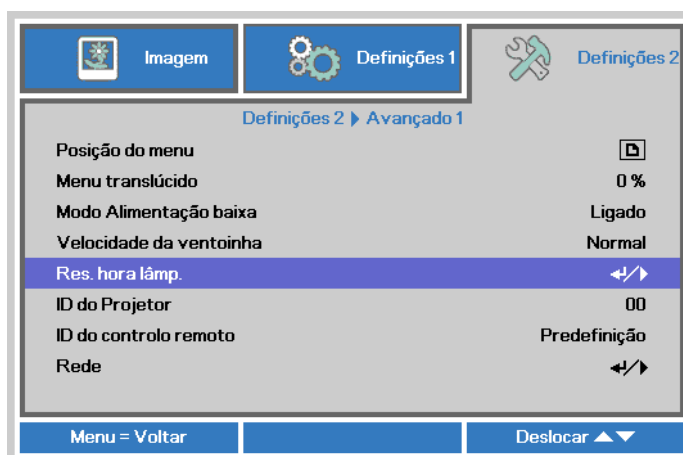 Imagem Definições 1 Definições 2
Definições 2 ▶ Avançado 1
Posição do menu
Menu translúcido 0 %
Modo Alimentação baixa Ligado
Velocidade da ventoinha Normal
Res. hora lâmp. ↵/▶
ID do Projetor 00
ID do controlo remoto Predefinição
Rede ↵/▶
Menu = Voltar Deslocar ▲▼